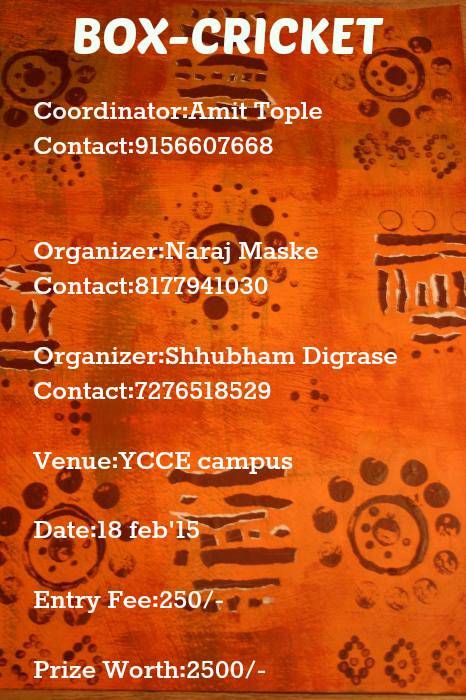 BOX-CRICKET
Coordinator:Amit Tople
Contact:9156607668
Organizer:Naraj Maske
Contact:8177941030
Organizer:Shhubham Digrase
Contact:7276518529
Venue:YCCE campus
Date:18 feb'15
Entry Fee:250/-
Prize Worth:2500/-